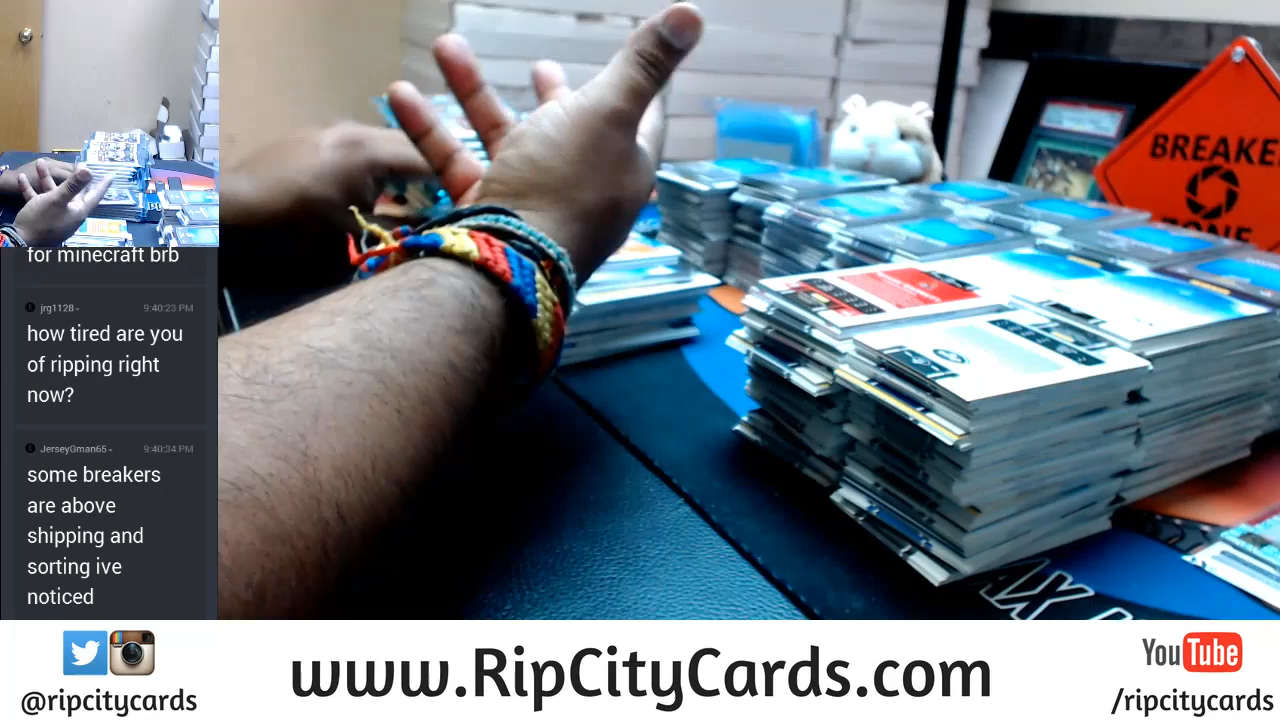 for minecraft brb
jrg1128
9:40:23 PM
how tired are you
of ripping right
now?
JerseyGman65
9:40:34 PM
some breakers
are above
shipping and
sorting ive
noticed
BREAKE
ZONE
AX
@ripcitycards
www.RipCityCards.com
YouTube
/ripcitycards